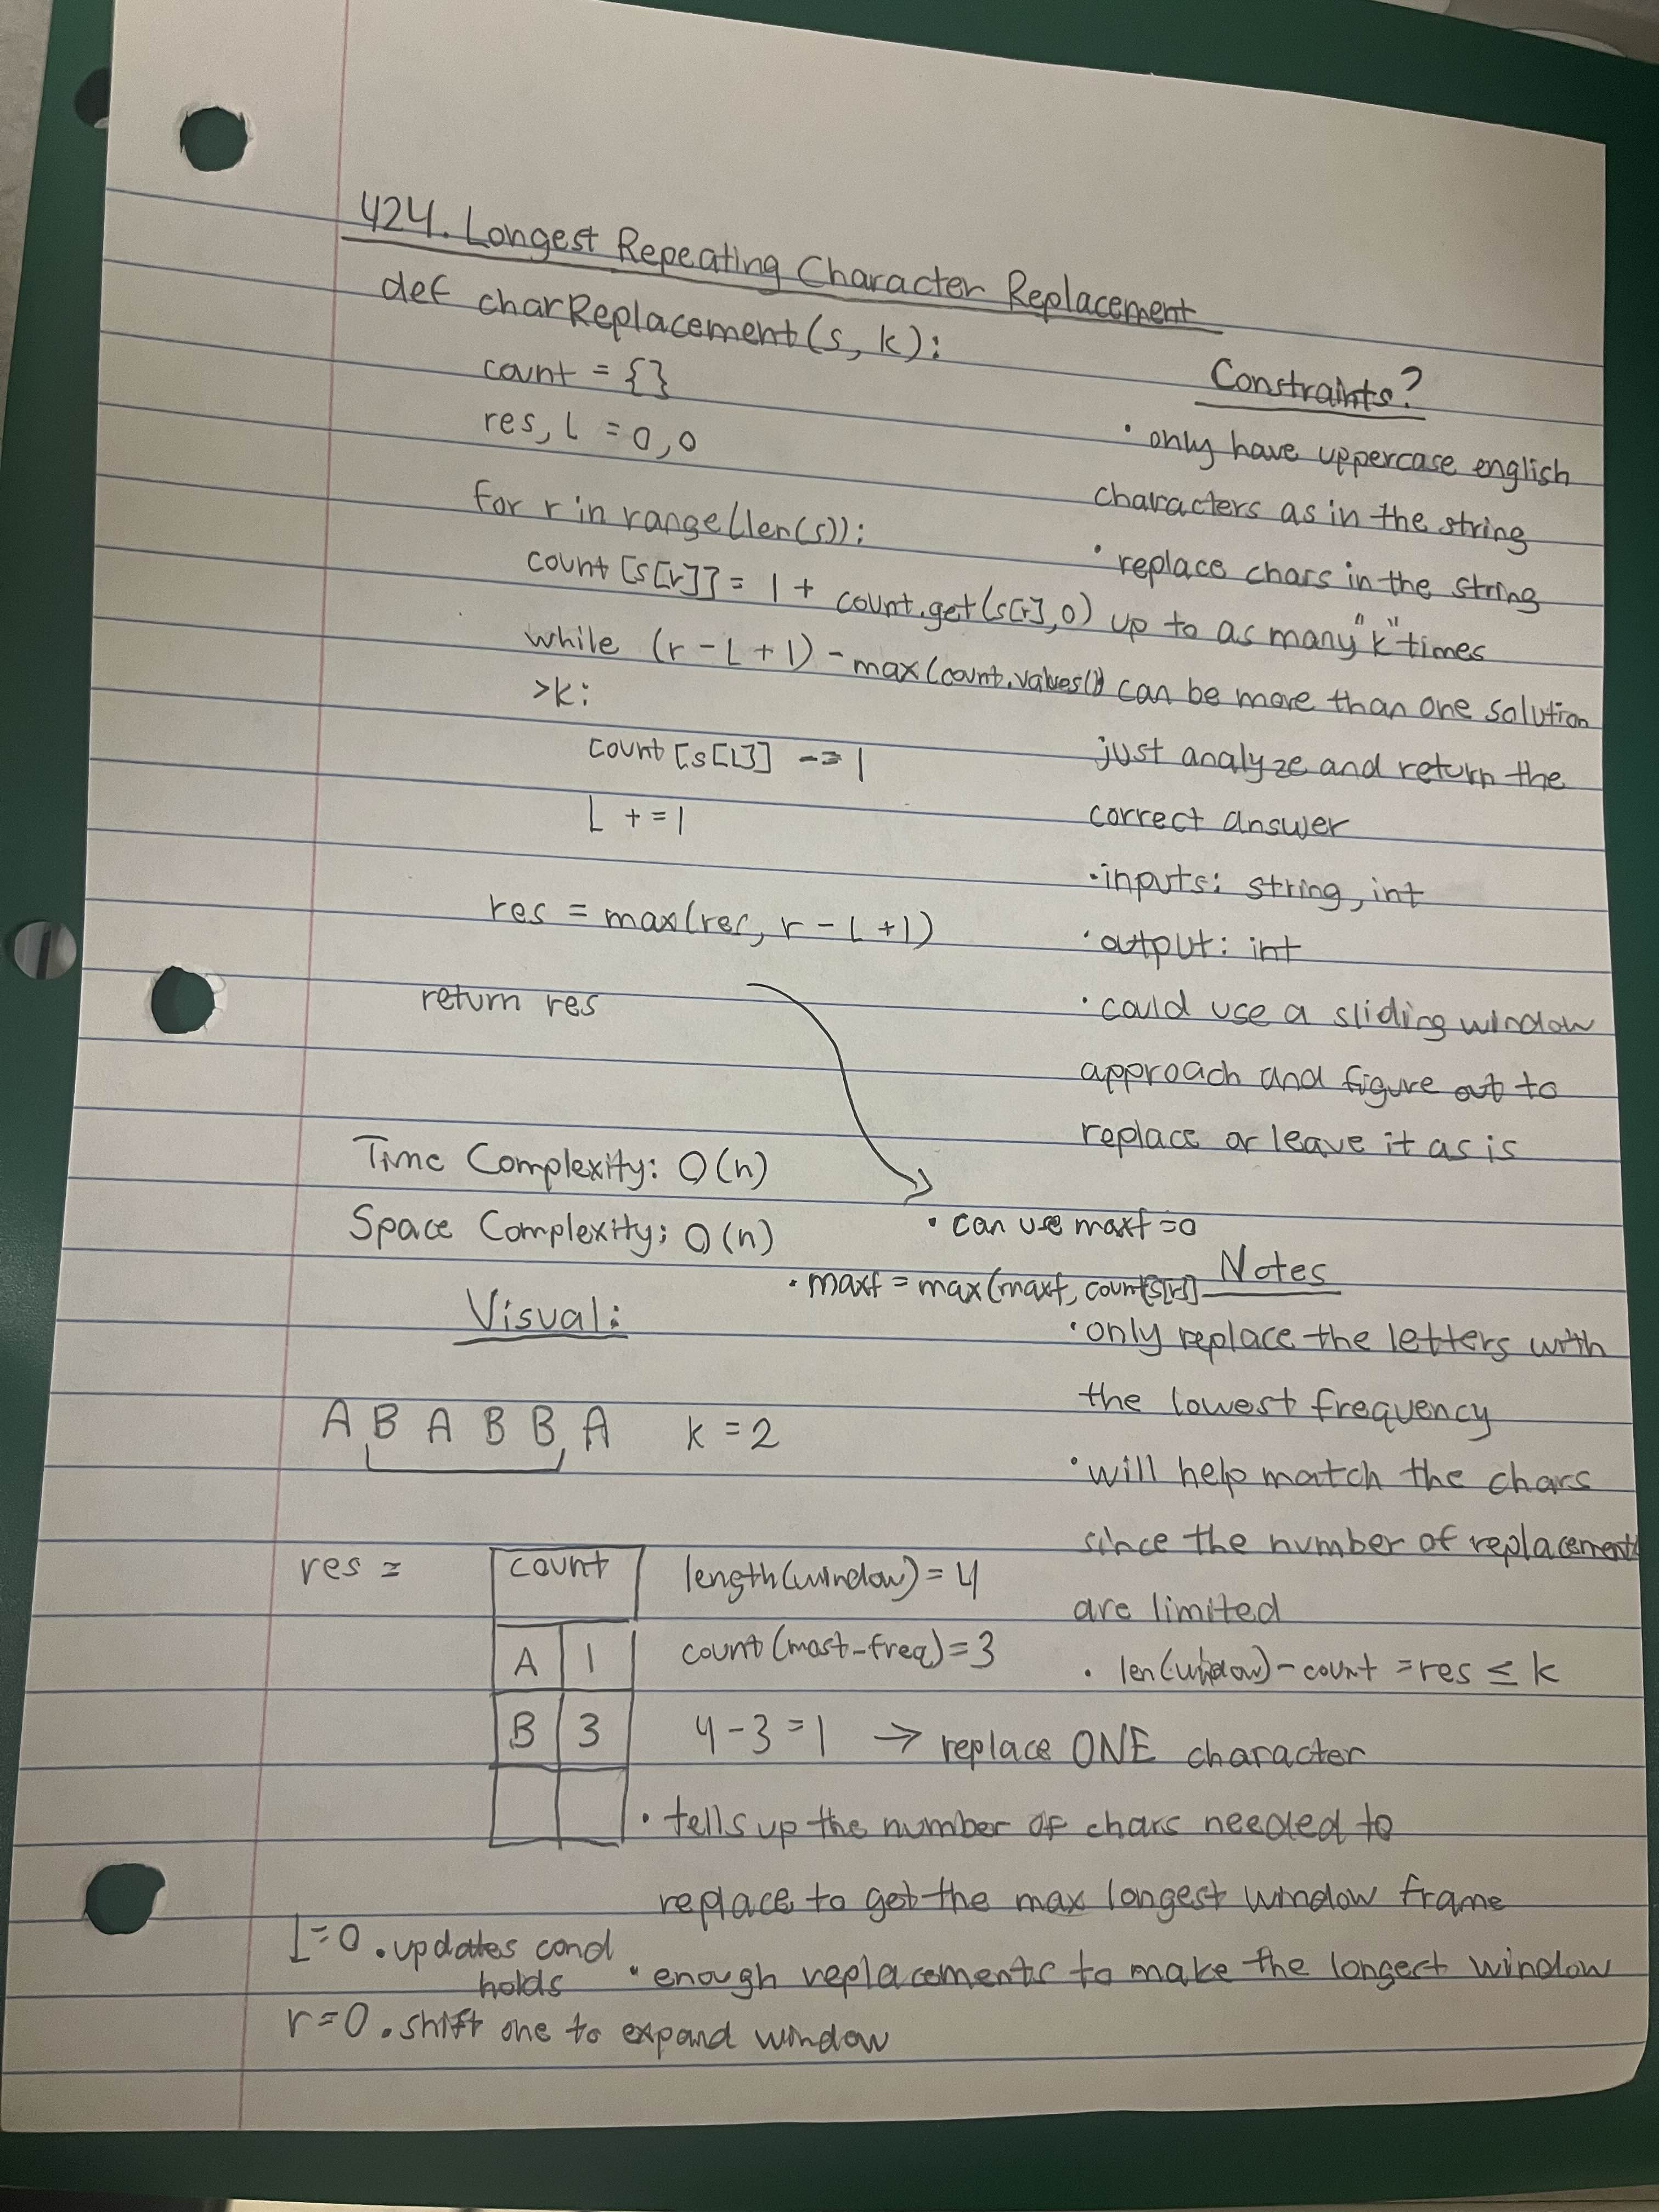 424. Longest Repeating Character Replacement
def charReplacement(s, k):
count = {}
res, L = 0,0
for r in range(len(s)):
count [s[r]] = 1 + count.get(s[r],0)
while (r - L + 1) - max(count.values())
>k:
count [s[L]] -= 1
L += 1
res = max(res, r - L +1)
return res
Constraints?
• only have uppercase english
characters as in the string
• replace chars in the string
up to as many "k" times
can be more than one solution
just analyze and return the
correct answer
• inputs: string, int
• output: int
• could use a sliding window
approach and figure out to
replace or leave it as is
Time Complexity: O(n)
Space Complexity: O(n)
• can use maxf = 0
• maxf = max(maxf, count[s[r]]
Notes
• only replace the letters with
the lowest frequency
• will help match the chars
since the number of replacements
are limited
• len(window) - count = res ≤ k
Visual:
A B A B B A k = 2
res =
count
A 1
B 3
length(window) = 4
count (most-freq) = 3
4 - 3 = 1 → replace ONE character
• tells up the number of chars needed to
replace to get the max longest window frame
• enough replacements to make the longest window
L=0 . updates cond
holds
r=0 . shift one to expand window